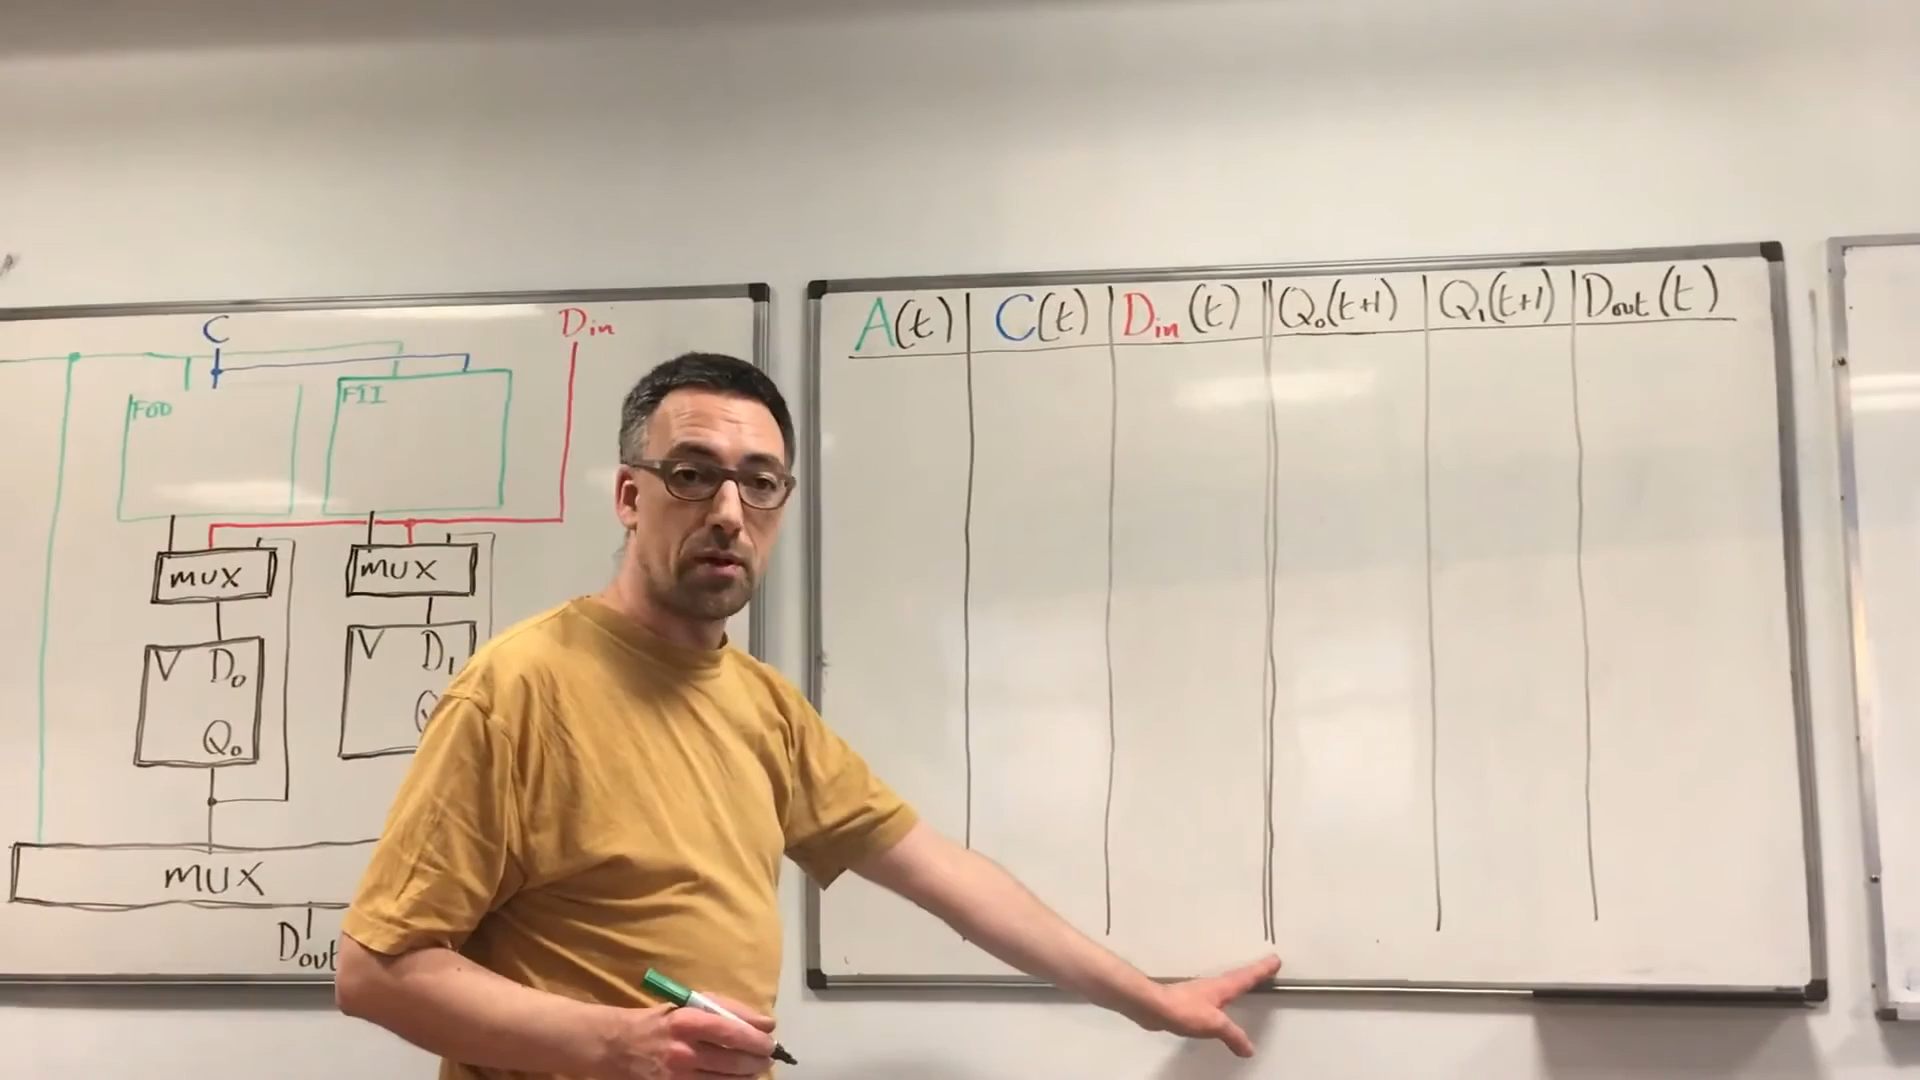 C
Din
F00
F11
MUX
MUX
V D0
Q0
V D1
Q
MUX
Dout
A(t) C(t) Din(t) Q0(t+1) Q1(t+1) Dout(t)